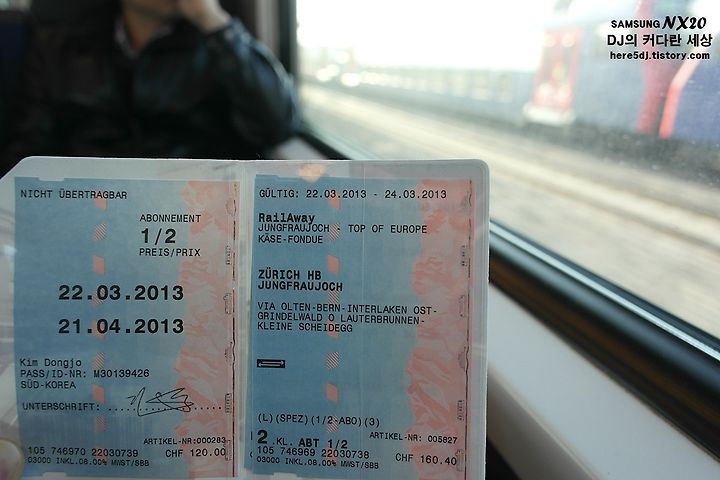 SAMSUNG NX20
DJ의 커다란 세상
here5dj.tistory.com
NICHT ÜBERTRAGBAR
ABONNEMENT
1/2
PREIS/PRIX
22.03.2013
21.04.2013
Kim Dongjo
PASS/ID-NR: M30139426
SÜD-KOREA
UNTERSCHRIFT:
ARTIKEL-NR:000283
105 746970 22030739
CHF 120.00
03000 INKL.08.00% MWST/SBB
GÜLTIG: 22.03.2013 - 24.03.2013
RailAway
JUNGFRAUJOCH - TOP OF EUROPE
KÄSE-FONDUE
ZÜRICH HB
JUNGFRAUJOCH
VIA OLTEN-BERN-INTERLAKEN OST-
GRINDELWALD O LAUTERBRUNNEN-
KLEINE SCHEIDEGG
(L)(SPEZ)(1/2-ABO)(3)
2.KL. ABT 1/2
ARTIKEL-NR: 005827
105 746969 22030738
CHF 160.40
03000 INKL.08.00% MWST/SBB